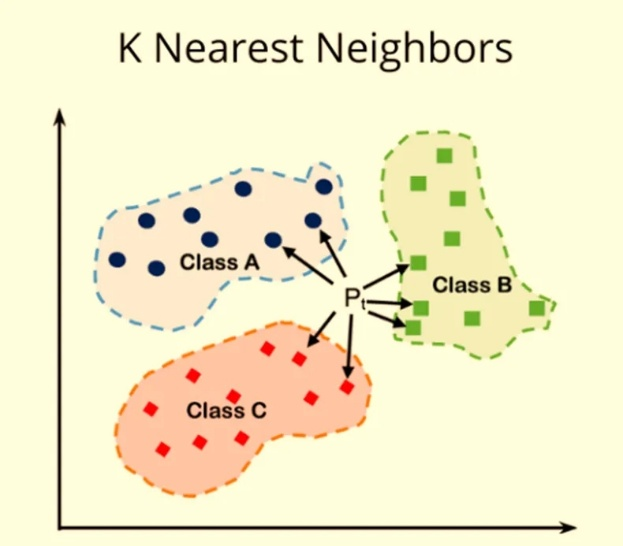 K Nearest Neighbors
Class A
Class B
Pt
Class C